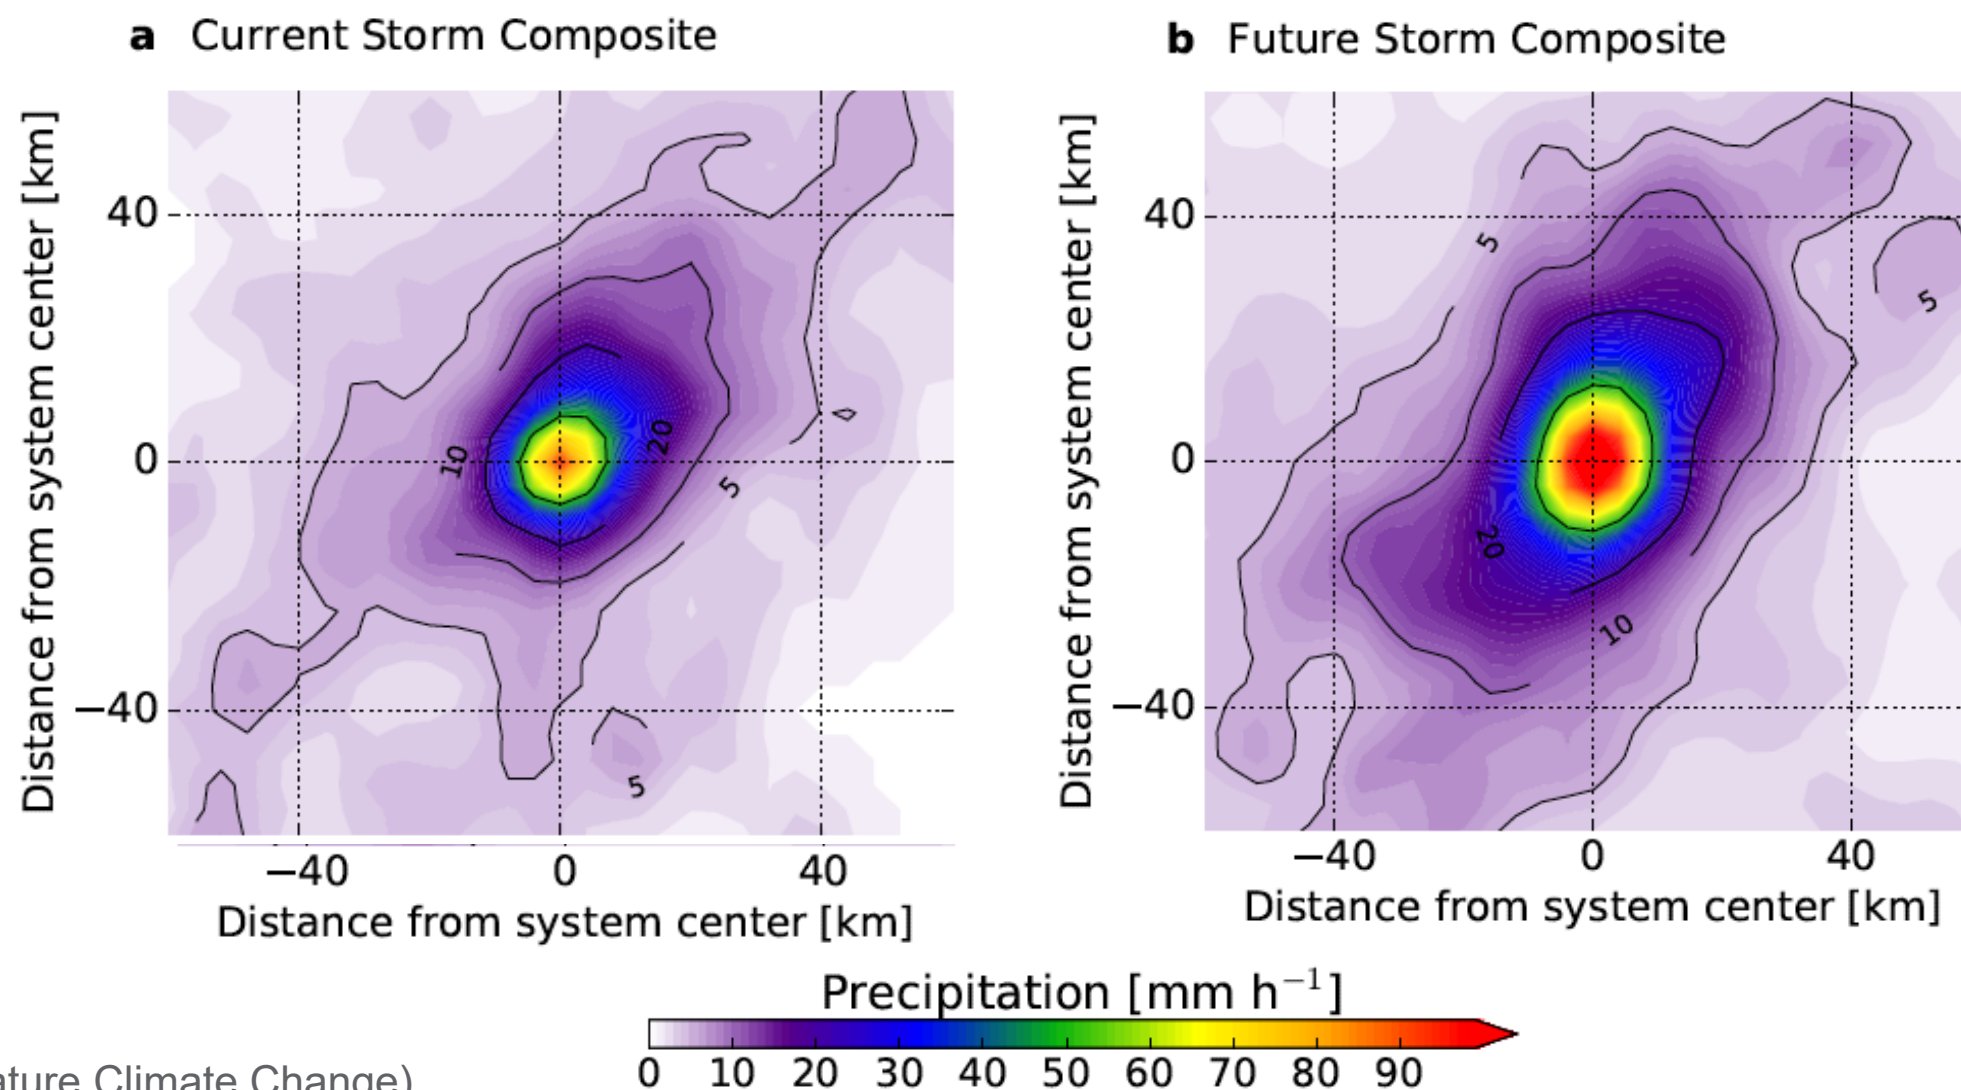 a Current Storm Composite
b Future Storm Composite
Distance from system center [km]
40
0
−40
10
20
5
5
−40
0
40
Distance from system center [km]
Distance from system center [km]
40
0
−40
5
5
20
10
−40
0
40
Distance from system center [km]
Precipitation [mm h⁻¹]
0 10 20 30 40 50 60 70 80 90
ature Climate Change)